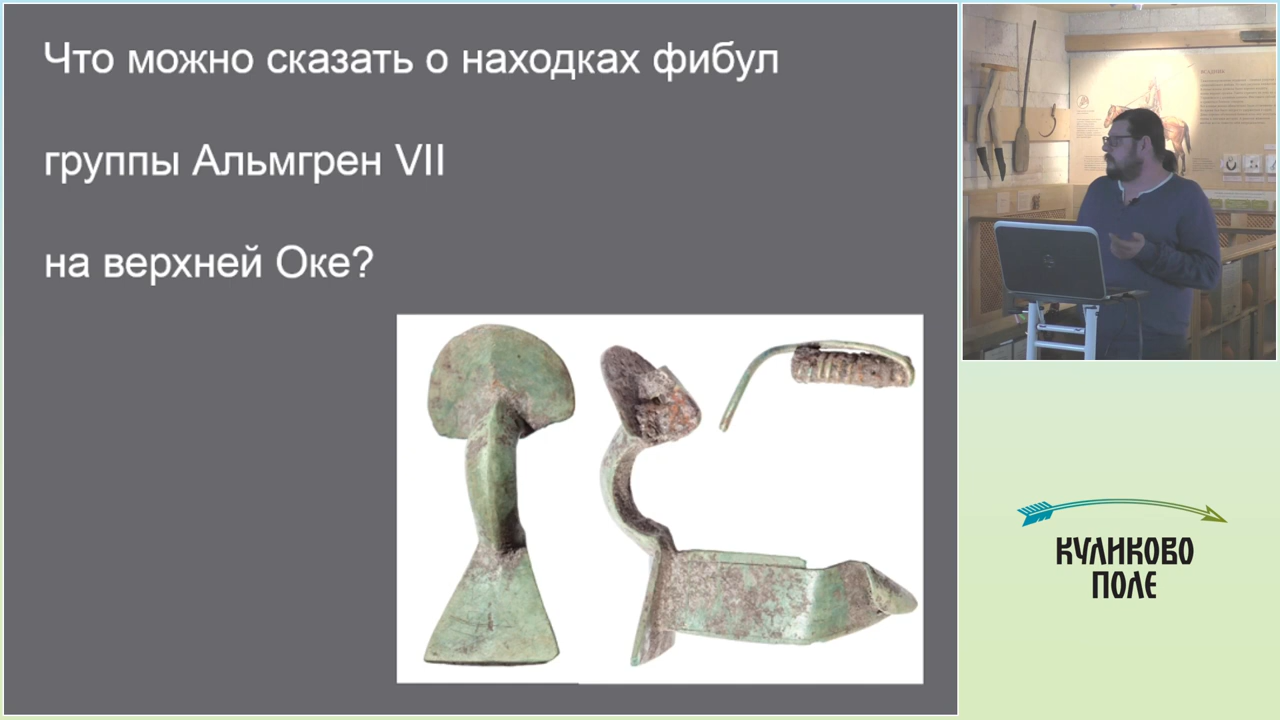 Что можно сказать о находках фибул
группы Альмгрен VII
на верхней Оке?
КУЛИКОВО
ПОЛЕ